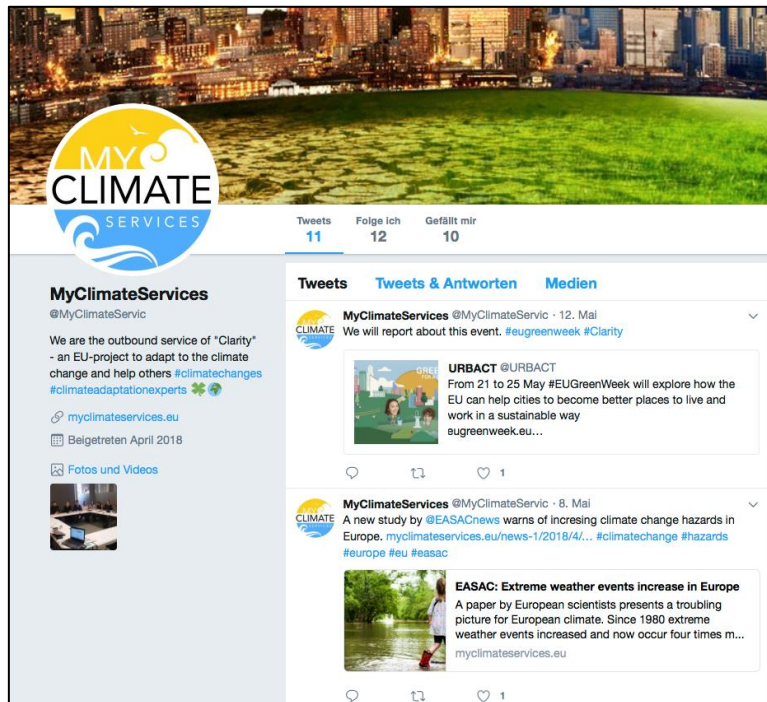 MY
CLIMATE
SERVICES
Tweets
11
Folge ich
12
Gefällt mir
10
MyClimateServices
@MyClimateServic
We are the outbound service of "Clarity"
- an EU-project to adapt to the climate
change and help others #climatechanges
#climateadaptationexperts
myclimateservices.eu
Beigetreten April 2018
Fotos und Videos
Tweets Tweets & Antworten Medien
MY
CLIMATE
MyClimateServices @MyClimateServic · 12. Mai
We will report about this event. #eugreenweek #Clarity
URBACT @URBACT
From 21 to 25 May #EUGreenWeek will explore how the
EU can help cities to become better places to live and
work in a sustainable way
eugreenweek.eu…
1
MY
CLIMATE
MyClimateServices @MyClimateServic · 8. Mai
A new study by @EASACnews warns of incresing climate change hazards in
Europe. myclimateservices.eu/news-1/2018/4/… #climatechange #hazards
#europe #eu #easac
EASAC: Extreme weather events increase in Europe
A paper by European scientists presents a troubling
picture for European climate. Since 1980 extreme
weather events increased and now occur four times m...
myclimateservices.eu
1